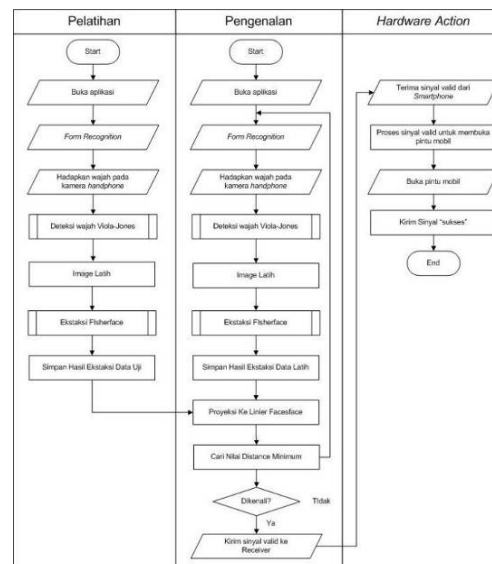 Pelatihan
Start
Buka aplikasi
Form Recognition
Hadapkan wajah pada
kamera handphone
Deteksi wajah Viola-Jones
Image Latih
Ekstaksi FIsherface
Simpan Hasil Ekstaksi Data Uji
Pengenalan
Start
Buka aplikasi
Form Recognition
Hadapkan wajah pada
kamera handphone
Deteksi wajah Viola-Jones
Image Latih
Ekstaksi FIsherface
Simpan Hasil Ekstaksi Data Latih
Proyeksi Ke Linier Facesface
Cari Nilai Distance Minimum
Dikenali?
Tidak
Ya
Kirim sinyal valid ke
Receiver
Hardware Action
Terima sinyal valid dari
Smartphone
Proses sinyal valid untuk membuka
pintu mobil
Buka pintu mobil
Kirim Sinyal "sukses"
End